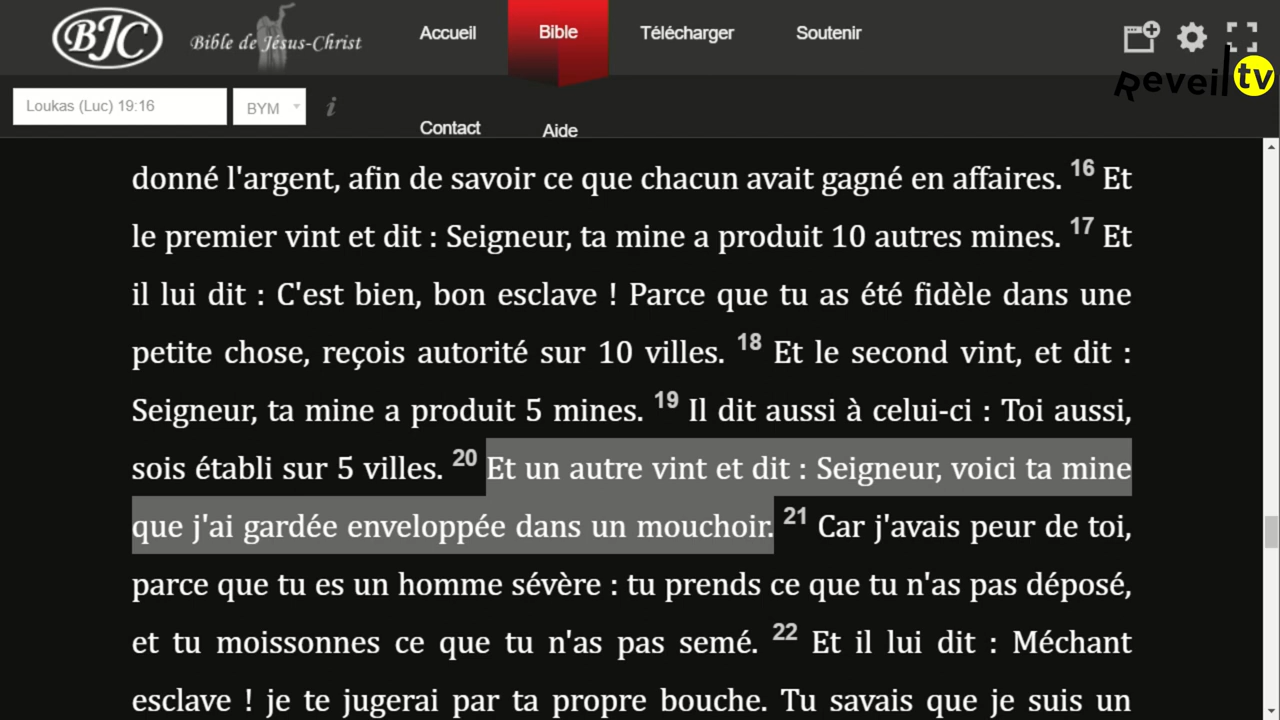 BJC
Bible de Jésus-Christ
Accueil
Bible
Télécharger
Soutenir
Reveil tv
Loukas (Luc) 19:16
BYM
i
Contact
Aide
donné l'argent, afin de savoir ce que chacun avait gagné en affaires. 16 Et
le premier vint et dit : Seigneur, ta mine a produit 10 autres mines. 17 Et
il lui dit : C'est bien, bon esclave ! Parce que tu as été fidèle dans une
petite chose, reçois autorité sur 10 villes. 18 Et le second vint, et dit :
Seigneur, ta mine a produit 5 mines. 19 Il dit aussi à celui-ci : Toi aussi,
sois établi sur 5 villes. 20 Et un autre vint et dit : Seigneur, voici ta mine
que j'ai gardée enveloppée dans un mouchoir. 21 Car j'avais peur de toi,
parce que tu es un homme sévère : tu prends ce que tu n'as pas déposé,
et tu moissonnes ce que tu n'as pas semé. 22 Et il lui dit : Méchant
esclave ! je te jugerai par ta propre bouche. Tu savais que je suis un